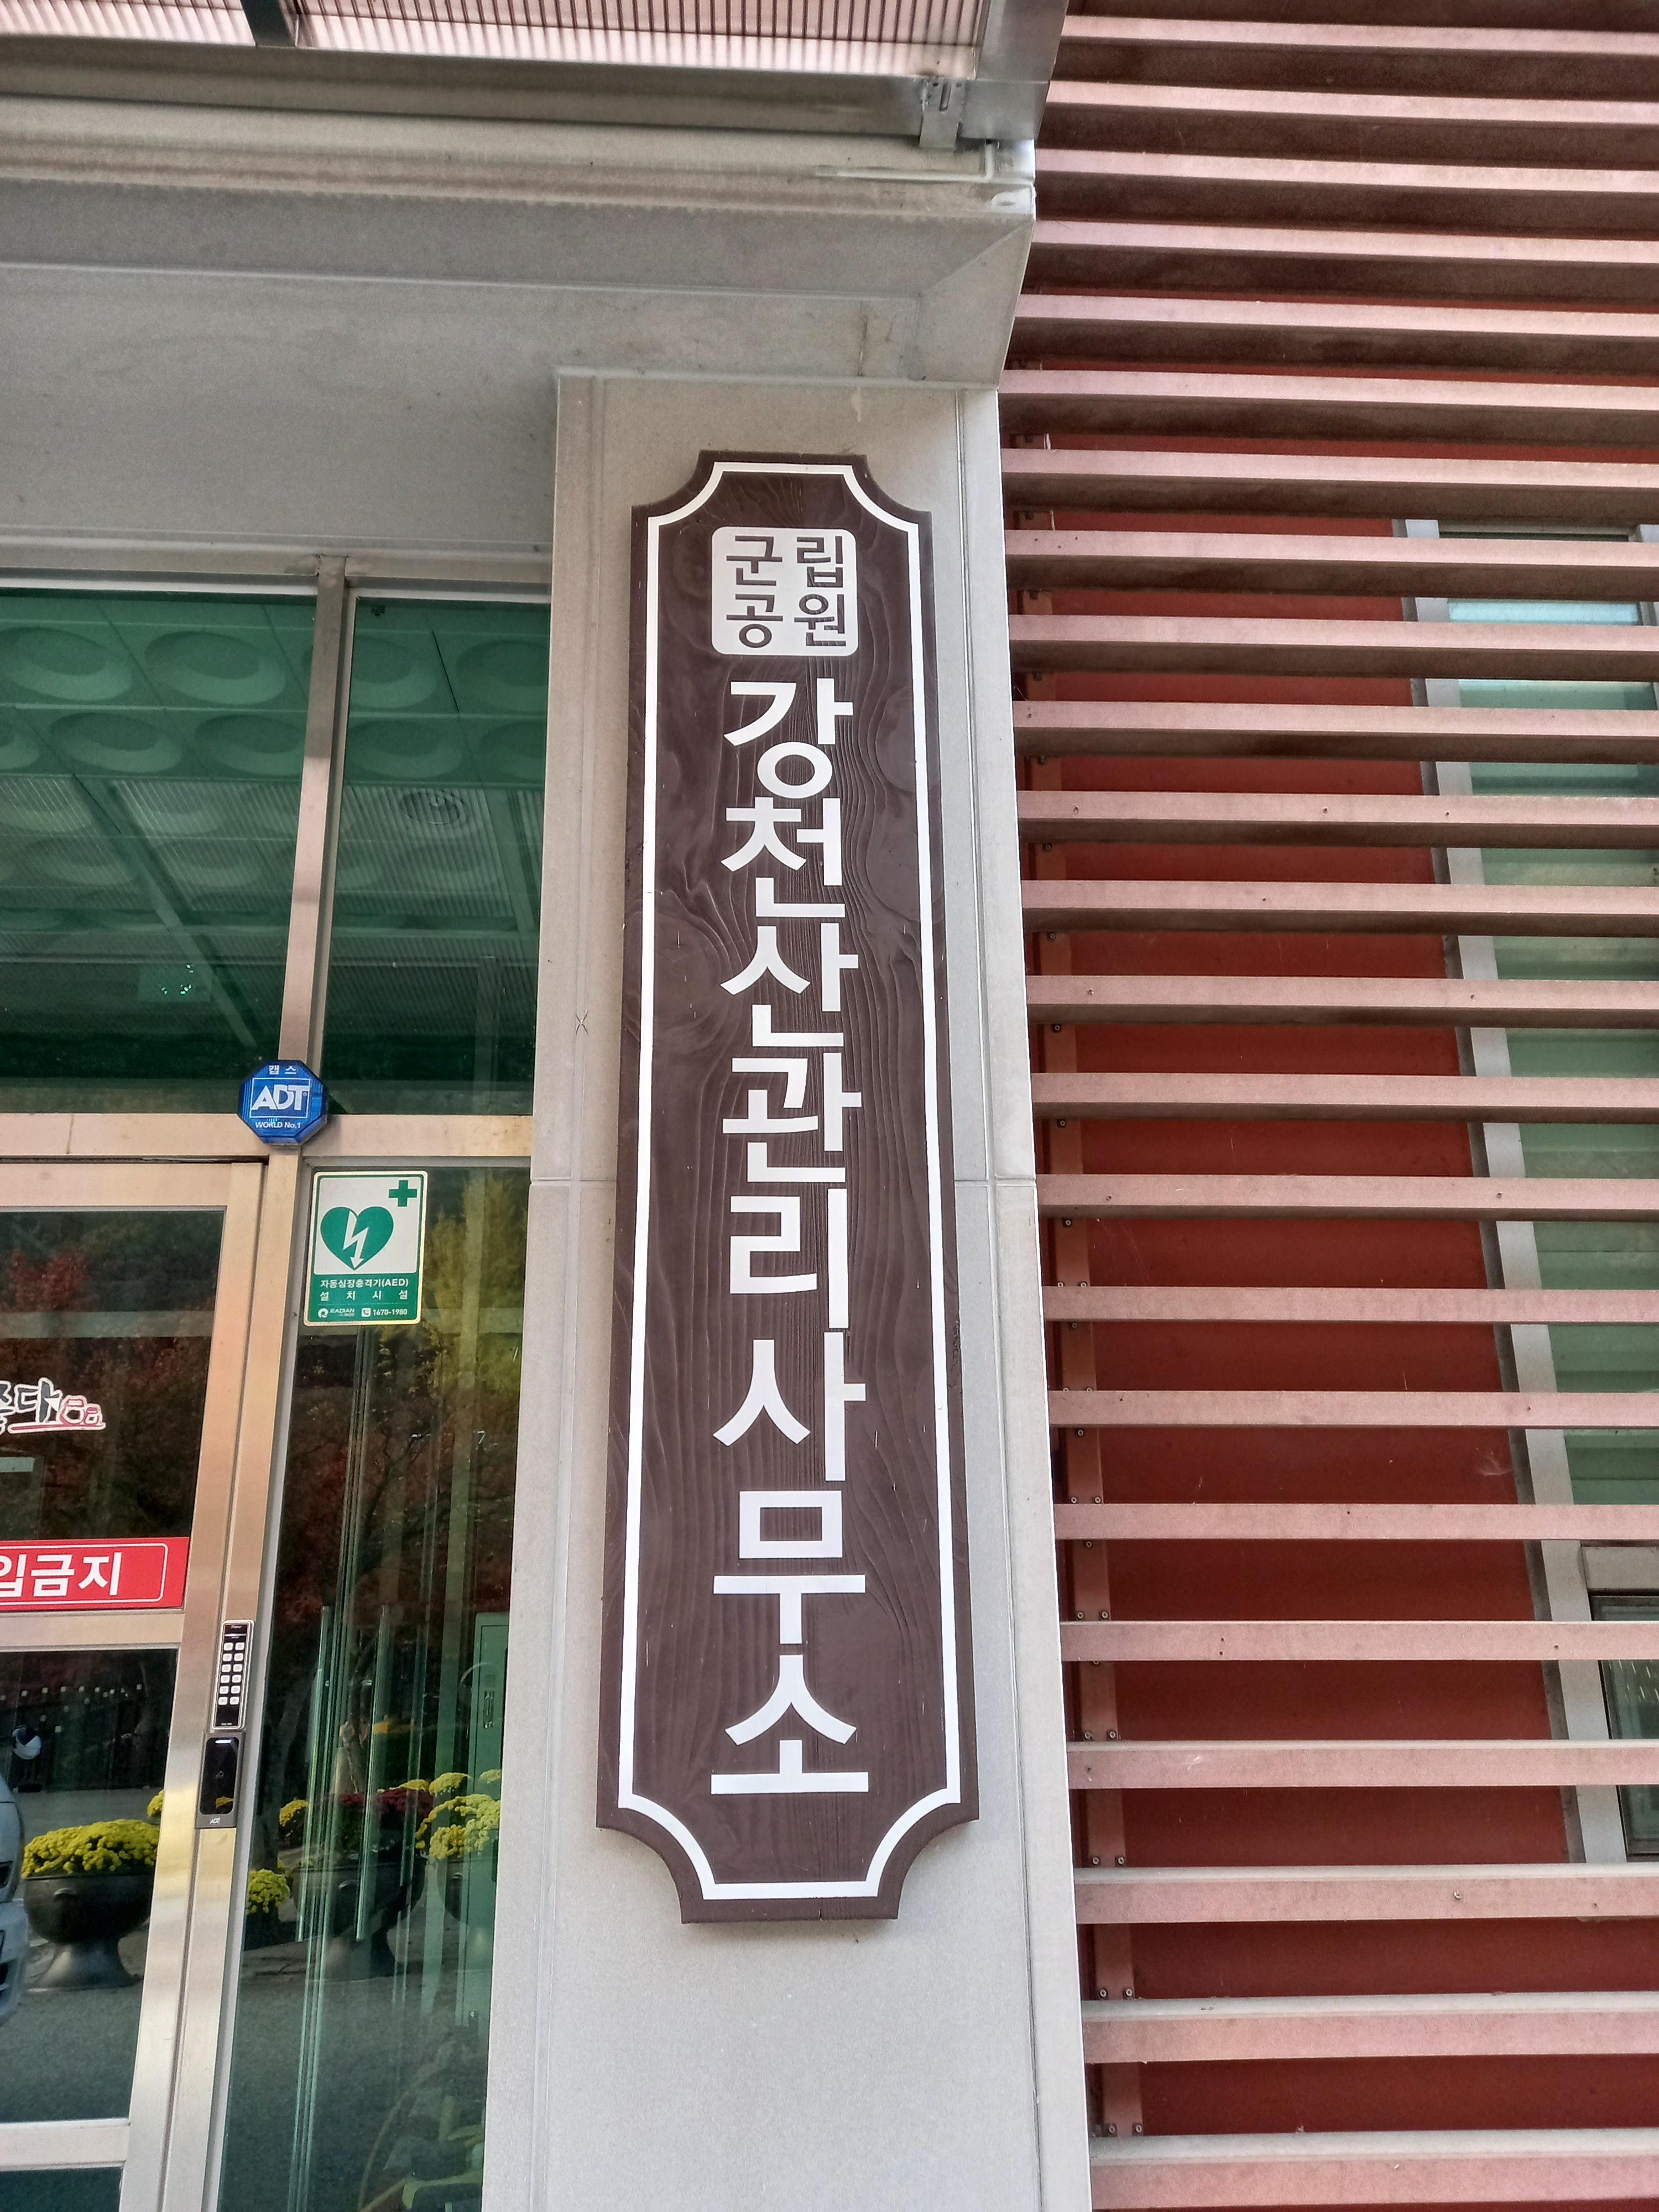 군립
공원
강천산관리사무소
캡스
ADT
WORLD No.1
자동심장충격기(AED)
설 치 시 설
RADIAN
1670-1980
입금지